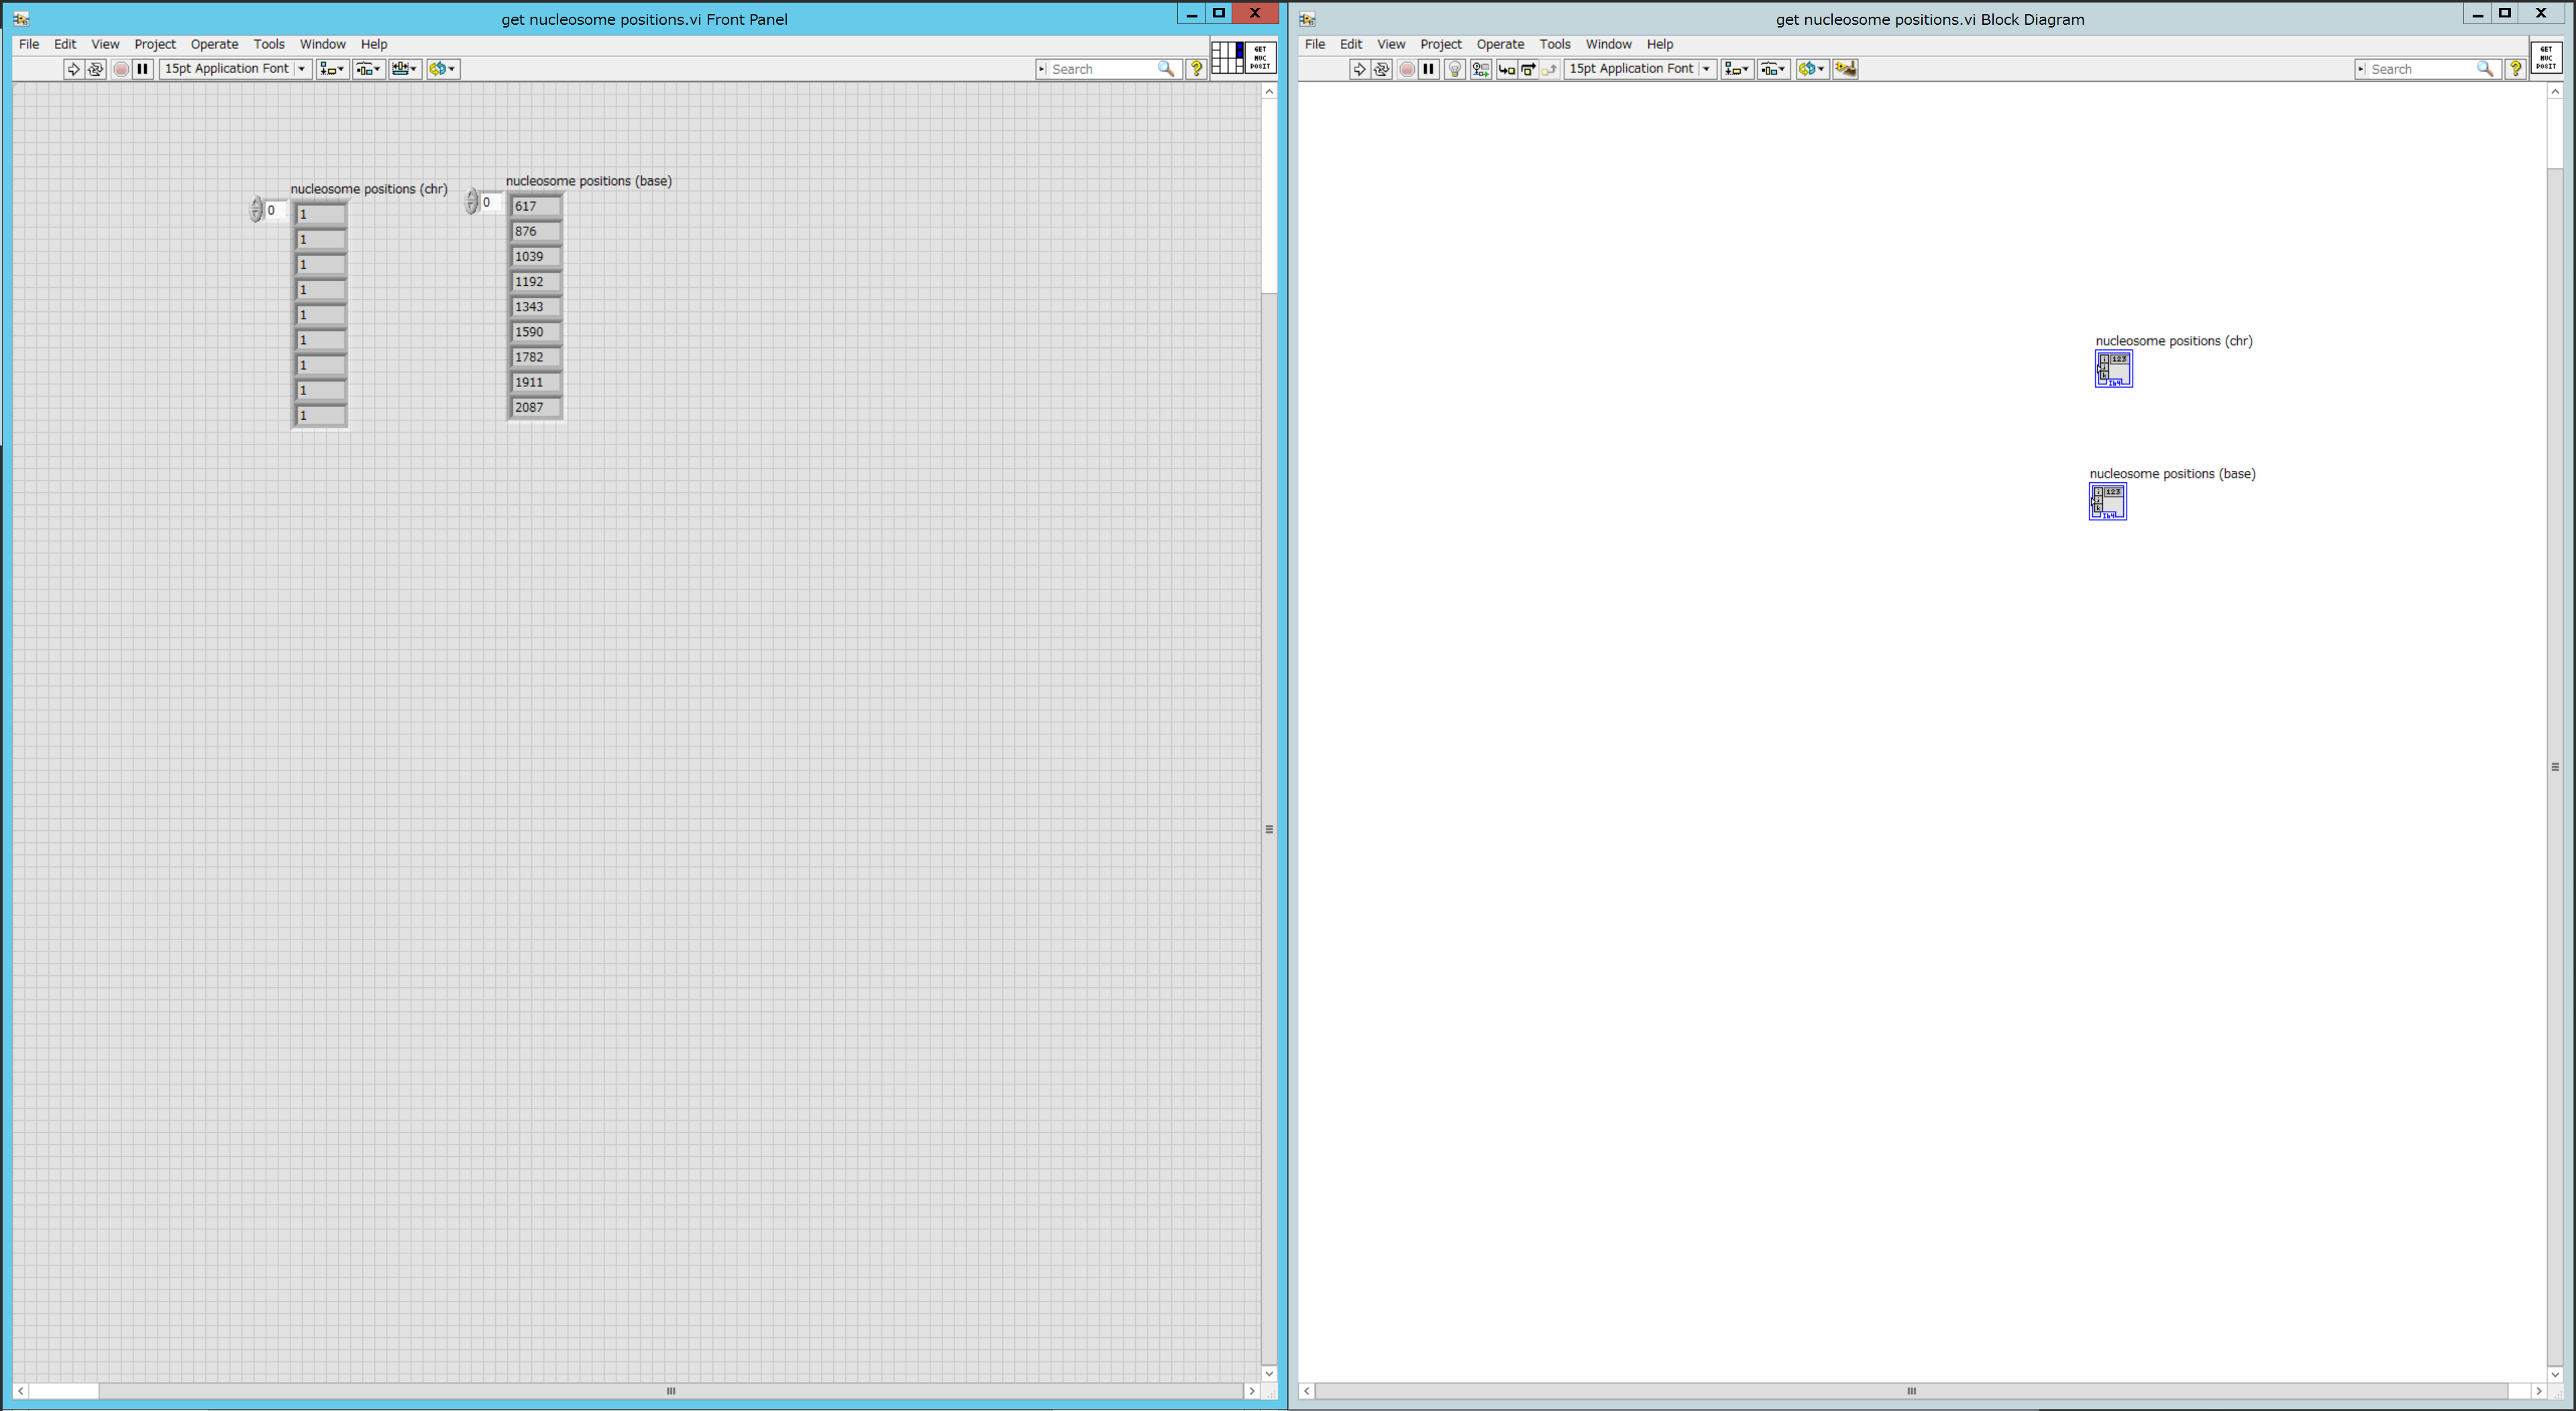 get nucleosome positions.vi Front Panel
File Edit View Project Operate Tools Window Help
15pt Application Font
Search
GET
NUC
POSIT
nucleosome positions (chr)
0
1
1
1
1
1
1
1
1
1
nucleosome positions (base)
0
617
876
1039
1192
1343
1590
1782
1911
2087
get nucleosome positions.vi Block Diagram
File Edit View Project Operate Tools Window Help
15pt Application Font
Search
GET
NUC
POSIT
nucleosome positions (chr)
123
I64
nucleosome positions (base)
123
I64